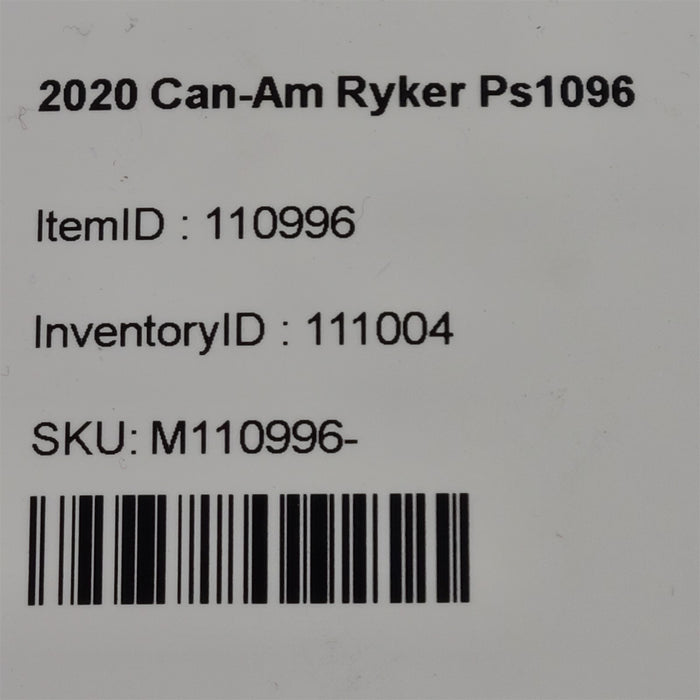 2020 Can-Am Ryker Ps1096
ItemID : 110996
InventoryID : 111004
SKU: M110996-